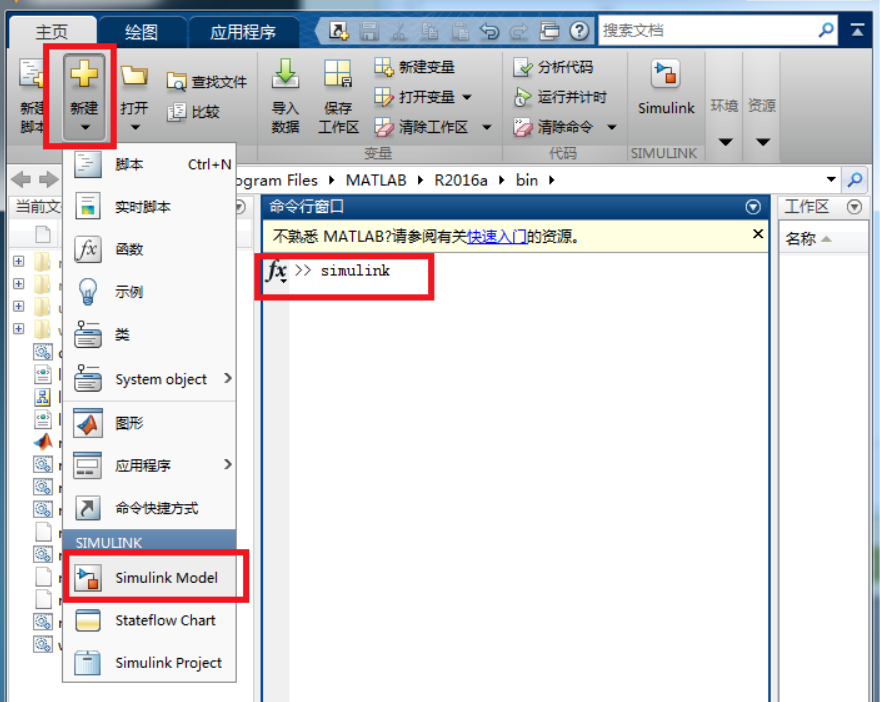 主页 绘图 应用程序 搜索文档
新建脚本 新建 打开 查找文件 比较
导入数据 保存工作区 新建变量 打开变量 清除工作区
变量
分析代码 运行并计时 清除命令
代码
Simulink
SIMULINK
环境 资源
ogram Files MATLAB R2016a bin
当前文
命令行窗口
工作区
不熟悉 MATLAB?请参阅有关快速入门的资源。
名称
fx >> simulink
脚本 Ctrl+N
实时脚本
fx 函数
示例
类
System object
图形
应用程序
命令快捷方式
SIMULINK
Simulink Model
Stateflow Chart
Simulink Project